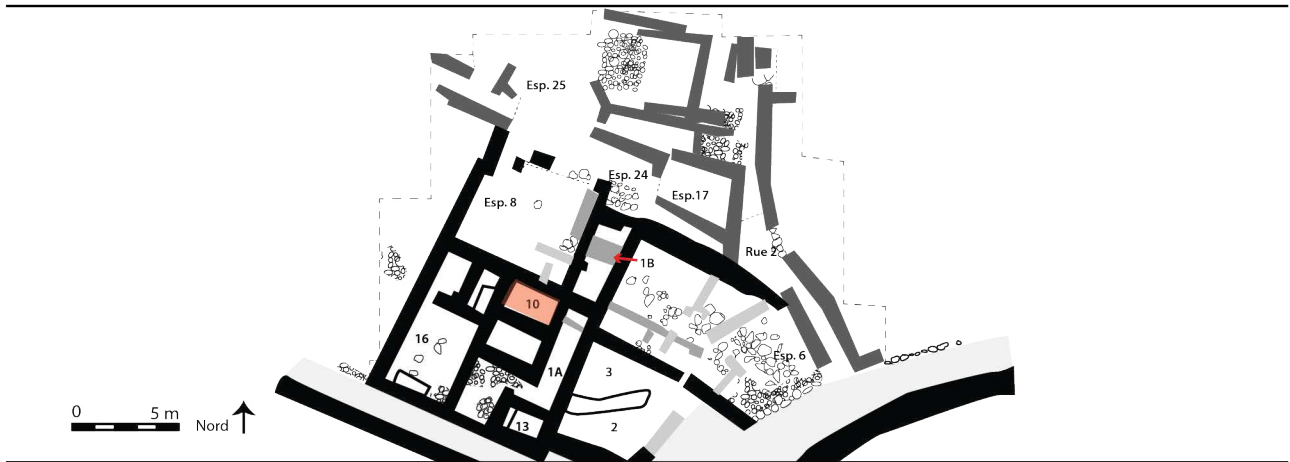 Esp. 25
Esp. 24
Esp. 8
Esp.17
Rue 2
1B
10
16
Esp. 6
1A
3
0 5 m
Nord
13
2